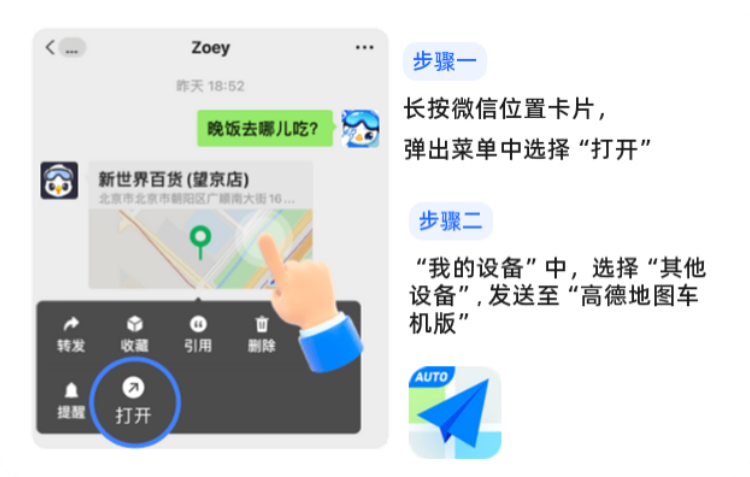 ...
Zoey
...
昨天 18:52
晚饭去哪儿吃?
新世界百货 (望京店)
北京市北京市朝阳区广顺南大街16...
转发
收藏
引用
删除
提醒
打开
步骤一
长按微信位置卡片，
弹出菜单中选择“打开”
步骤二
“我的设备”中，选择“其他
设备”,发送至“高德地图车
机版”
AUTO